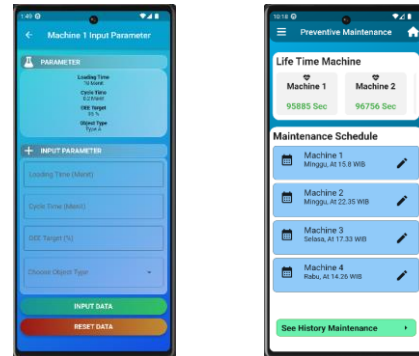 1:49
Machine 1 Input Parameter
PARAMETER
Loading Time
Cycle Time
OEE Target
Object Type
Type A
INPUT PARAMETER
Loading Time (Menit)
Cycle Time (Menit)
OEE Target (%)
Choose Object Type
INPUT DATA
RESET DATA
10:18
Preventive Maintenance
Life Time Machine
Machine 1
95885 Sec
Machine 2
96756 Sec
Maintenance Schedule
Machine 1
Minggu, At 15.8 WIB
Machine 2
Minggu, At 22.35 WIB
Machine 3
Selasa, At 17.33 WIB
Machine 4
Rabu, At 14.26 WIB
See History Maintenance